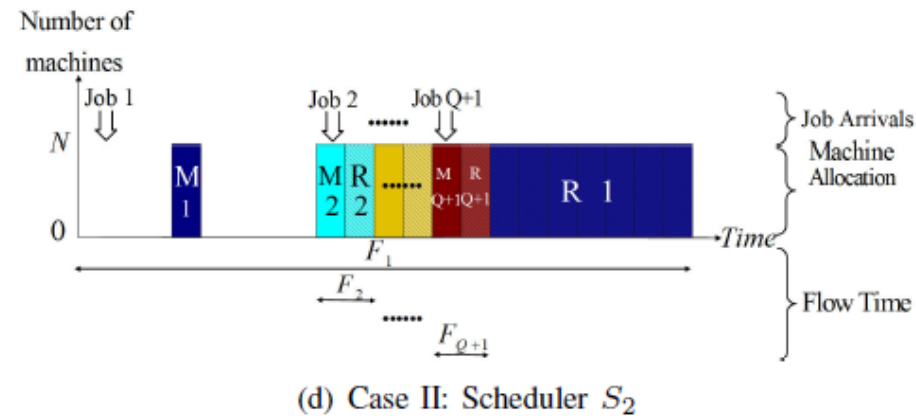 Number of
machines
Job 1
Job 2
Job Q+1
······
Job Arrivals
N
M
1
M
2
R
2
······
M
Q+1
R
Q+1
R 1
Machine
Allocation
0
Time
F₁
F₂
······
F_{Q+1}
Flow Time
(d) Case II: Scheduler S₂